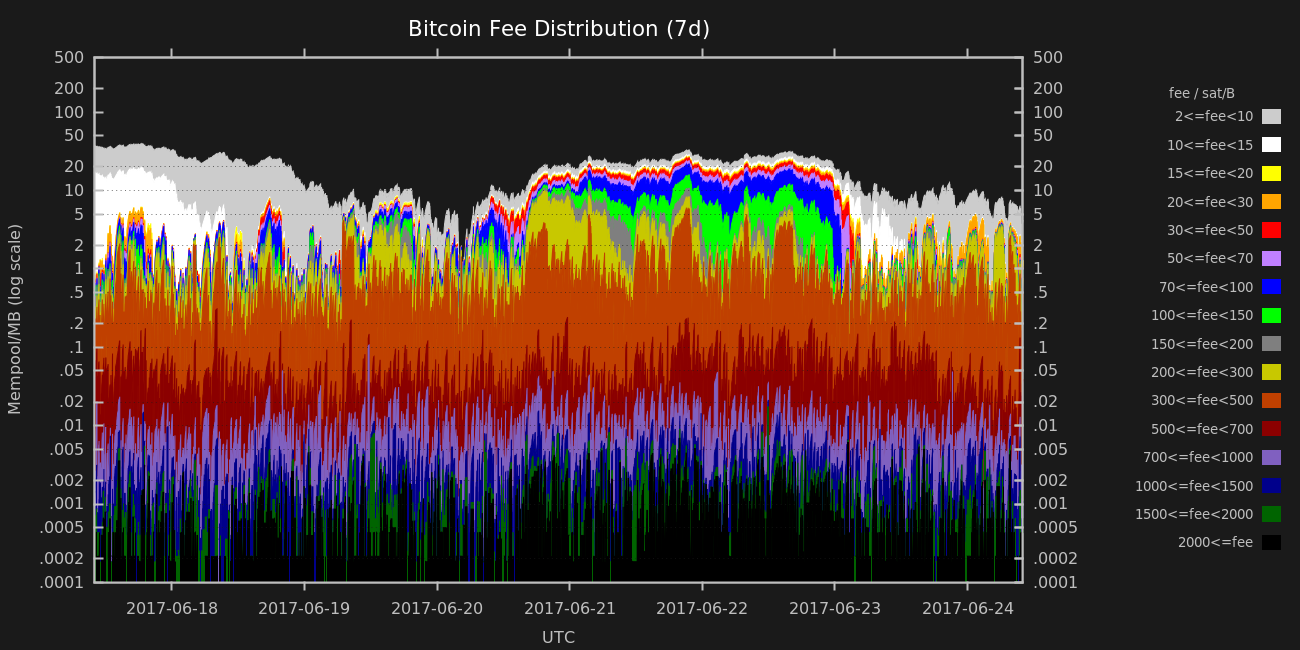 Bitcoin Fee Distribution (7d)
500 500
200 200
100 100
50 50
20 20
10 10
5 5
2 2
1 1
.5 .5
.2 .2
.1 .1
.05 .05
.02 .02
.01 .01
.005 .005
.002 .002
.001 .001
.0005 .0005
.0002 .0002
.0001 .0001
Mempool/MB (log scale)
2017-06-18 2017-06-19 2017-06-20 2017-06-21 2017-06-22 2017-06-23 2017-06-24
UTC
fee / sat/B
2<=fee<10
10<=fee<15
15<=fee<20
20<=fee<30
30<=fee<50
50<=fee<70
70<=fee<100
100<=fee<150
150<=fee<200
200<=fee<300
300<=fee<500
500<=fee<700
700<=fee<1000
1000<=fee<1500
1500<=fee<2000
2000<=fee